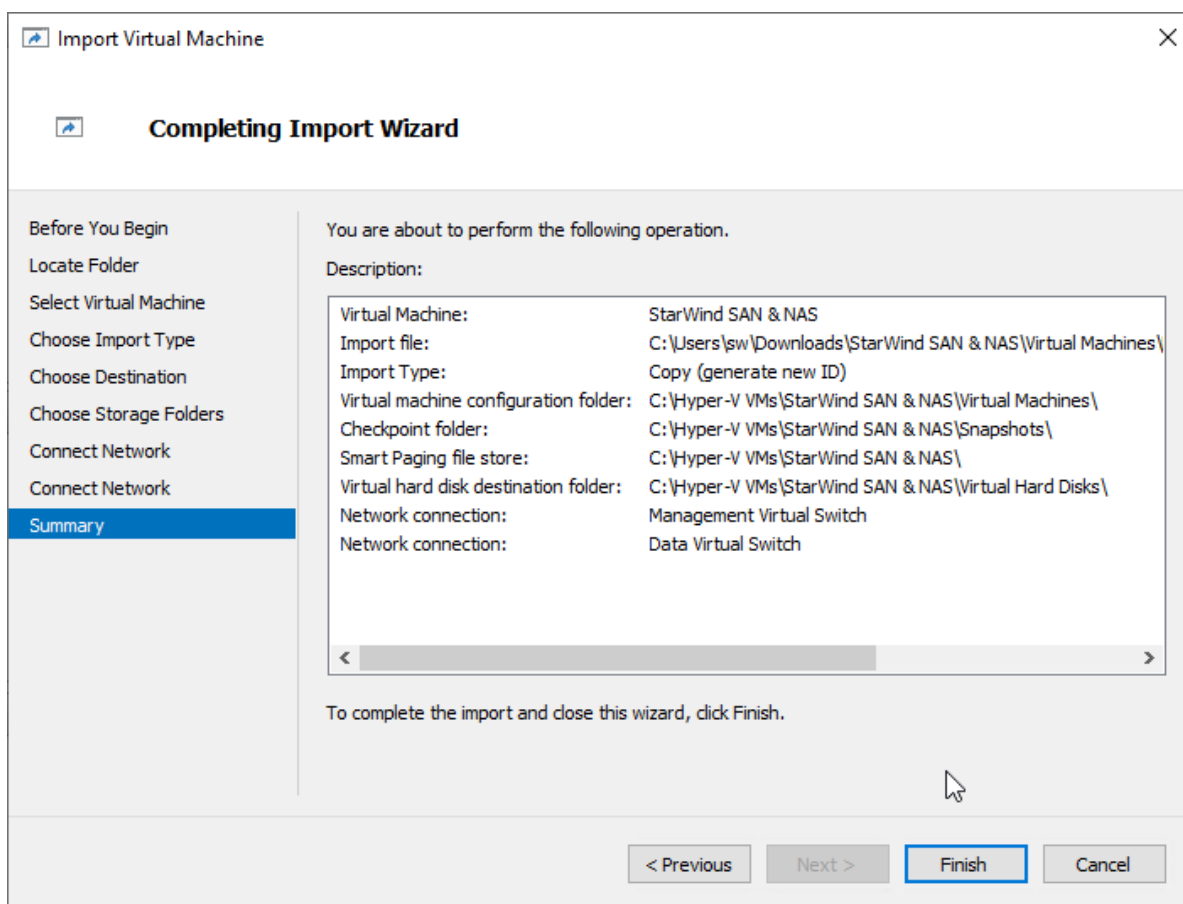 Import Virtual Machine
Completing Import Wizard
Before You Begin
Locate Folder
Select Virtual Machine
Choose Import Type
Choose Destination
Choose Storage Folders
Connect Network
Connect Network
Summary
You are about to perform the following operation.
Description:
Virtual Machine: StarWind SAN & NAS
Import file: C:\Users\sw\Downloads\StarWind SAN & NAS\Virtual Machines\
Import Type: Copy (generate new ID)
Virtual machine configuration folder: C:\Hyper-V VMs\StarWind SAN & NAS\Virtual Machines\
Checkpoint folder: C:\Hyper-V VMs\StarWind SAN & NAS\Snapshots\
Smart Paging file store: C:\Hyper-V VMs\StarWind SAN & NAS\
Virtual hard disk destination folder: C:\Hyper-V VMs\StarWind SAN & NAS\Virtual Hard Disks\
Network connection: Management Virtual Switch
Network connection: Data Virtual Switch
To complete the import and close this wizard, click Finish.
< Previous Next > Finish Cancel